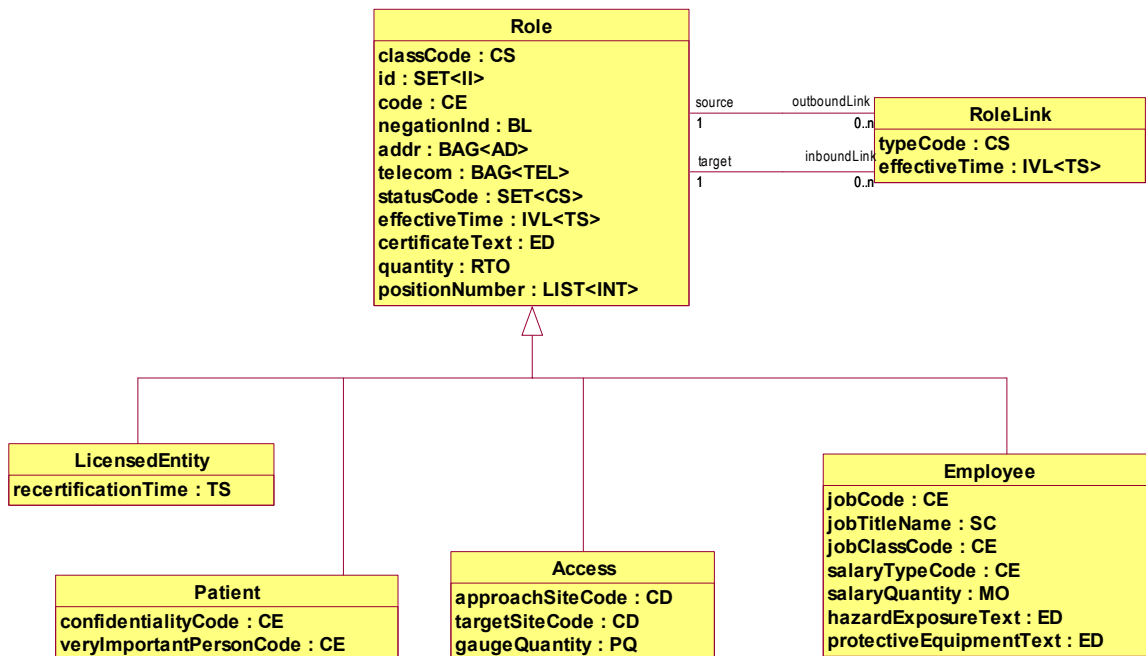 Role
classCode : CS
id : SET<II>
code : CE
negationInd : BL
addr : BAG<AD>
telecom : BAG<TEL>
statusCode : SET<CS>
effectiveTime : IVL<TS>
certificateText : ED
quantity : RTO
positionNumber : LIST<INT>
source outboundLink
1 0..n
target inboundLink
1 0..n
RoleLink
typeCode : CS
effectiveTime : IVL<TS>
LicensedEntity
recertificationTime : TS
Patient
confidentialityCode : CE
veryImportantPersonCode : CE
Access
approachSiteCode : CD
targetSiteCode : CD
gaugeQuantity : PQ
Employee
jobCode : CE
jobTitleName : SC
jobClassCode : CE
salaryTypeCode : CE
salaryQuantity : MO
hazardExposureText : ED
protectiveEquipmentText : ED